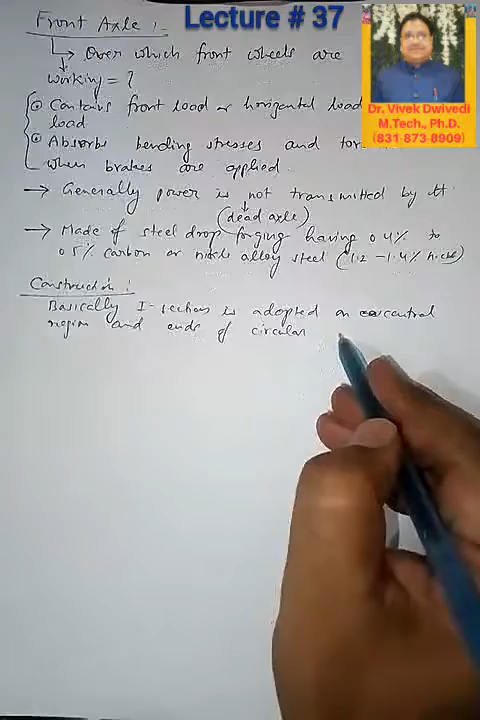 Lecture # 37
Front Axle :
Over which front wheels are
working = ?
Contains front load or horizontal load
load
Dr. Vivek Dwivedi
M.Tech., Ph.D.
(831-873-8909)
Absorbs bending stresses and tor
when brakes are applied.
→ Generally power is not transmitted by it
(dead axle)
→ Made of steel drop forging having 0.4% to
0.5% carbon or nickle alloy steel (1.2 - 1.4% nickel)
Construction :
Basically I-section is adopted on central
region and ends of circular